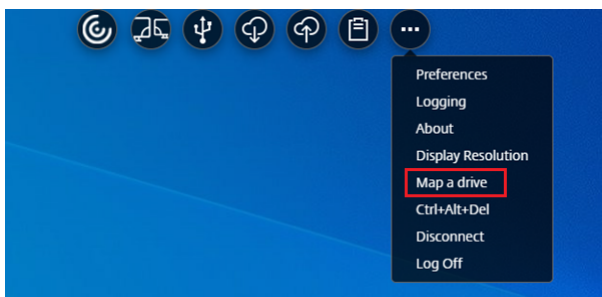 Preferences
Logging
About
Display Resolution
Map a drive
Ctrl+Alt+Del
Disconnect
Log Off